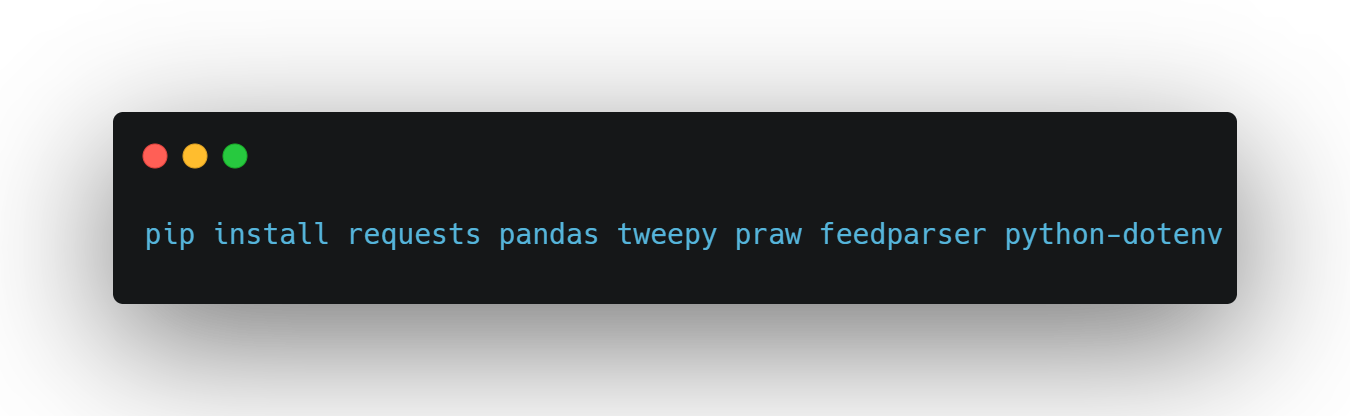 pip install requests pandas tweepy praw feedparser python-dotenv